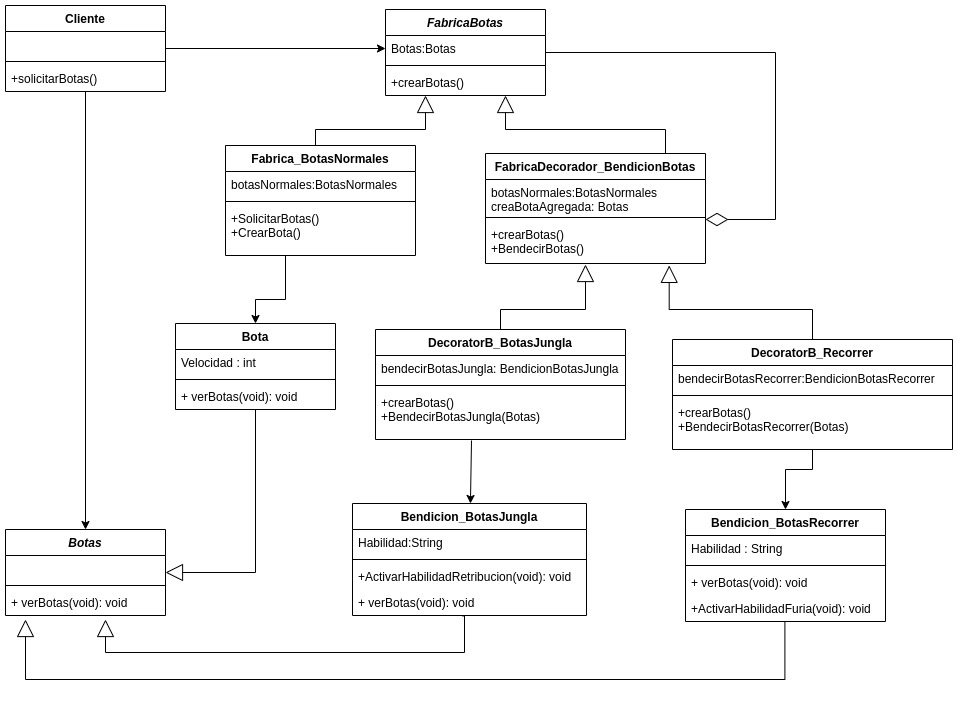 Cliente
+solicitarBotas()
FabricaBotas
Botas:Botas
+crearBotas()
Fabrica_BotasNormales
botasNormales:BotasNormales
+SolicitarBotas()
+CrearBota()
FabricaDecorador_BendicionBotas
botasNormales:BotasNormales
creaBotaAgregada: Botas
+crearBotas()
+BendecirBotas()
Bota
Velocidad : int
+ verBotas(void): void
DecoratorB_BotasJungla
bendecirBotasJungla: BendicionBotasJungla
+crearBotas()
+BendecirBotasJungla(Botas)
DecoratorB_Recorrer
bendecirBotasRecorrer:BendicionBotasRecorrer
+crearBotas()
+BendecirBotasRecorrer(Botas)
Botas
+ verBotas(void): void
Bendicion_BotasJungla
Habilidad:String
+ActivarHabilidadRetribucion(void): void
+ verBotas(void): void
Bendicion_BotasRecorrer
Habilidad : String
+ verBotas(void): void
+ActivarHabilidadFuria(void): void